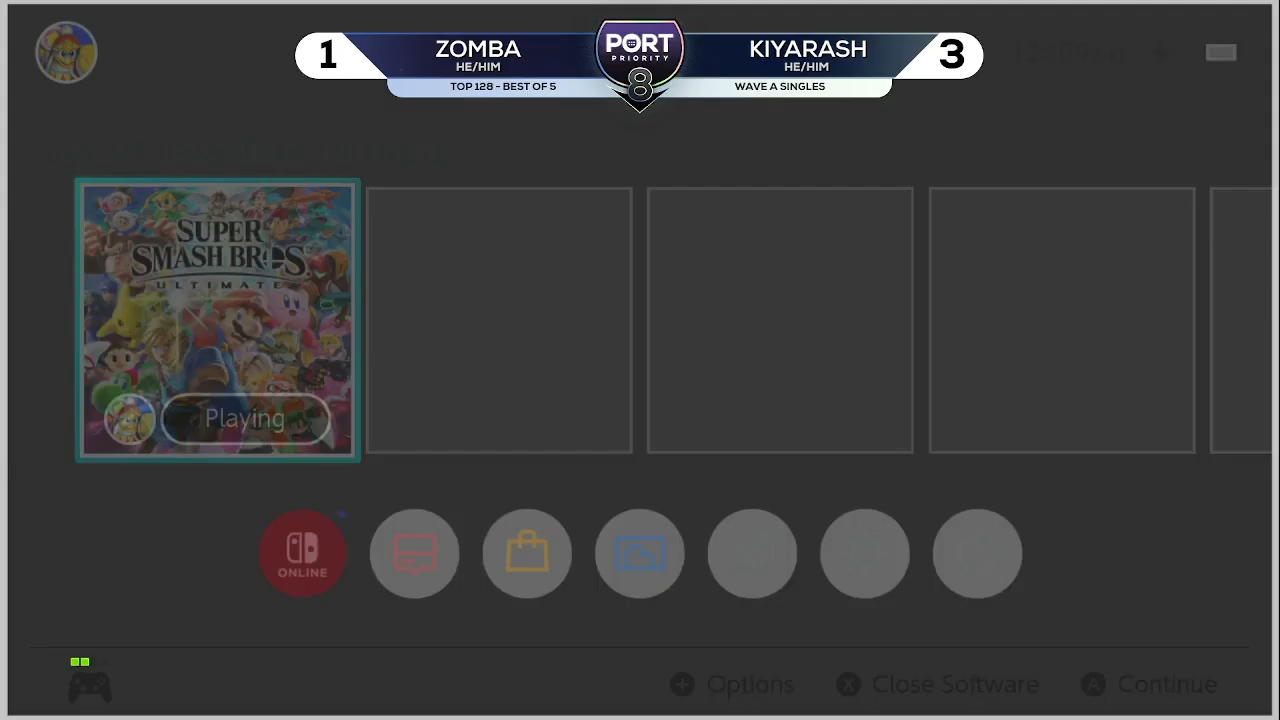 1
ZOMBA
HE/HIM
PORT
PRIORITY
8
KIYARASH
HE/HIM
3
TOP 128 - BEST OF 5
WAVE A SINGLES
SUPER
SMASH BROS.
ULTIMATE
Playing
ONLINE
+ Options
X Close Software
A Continue